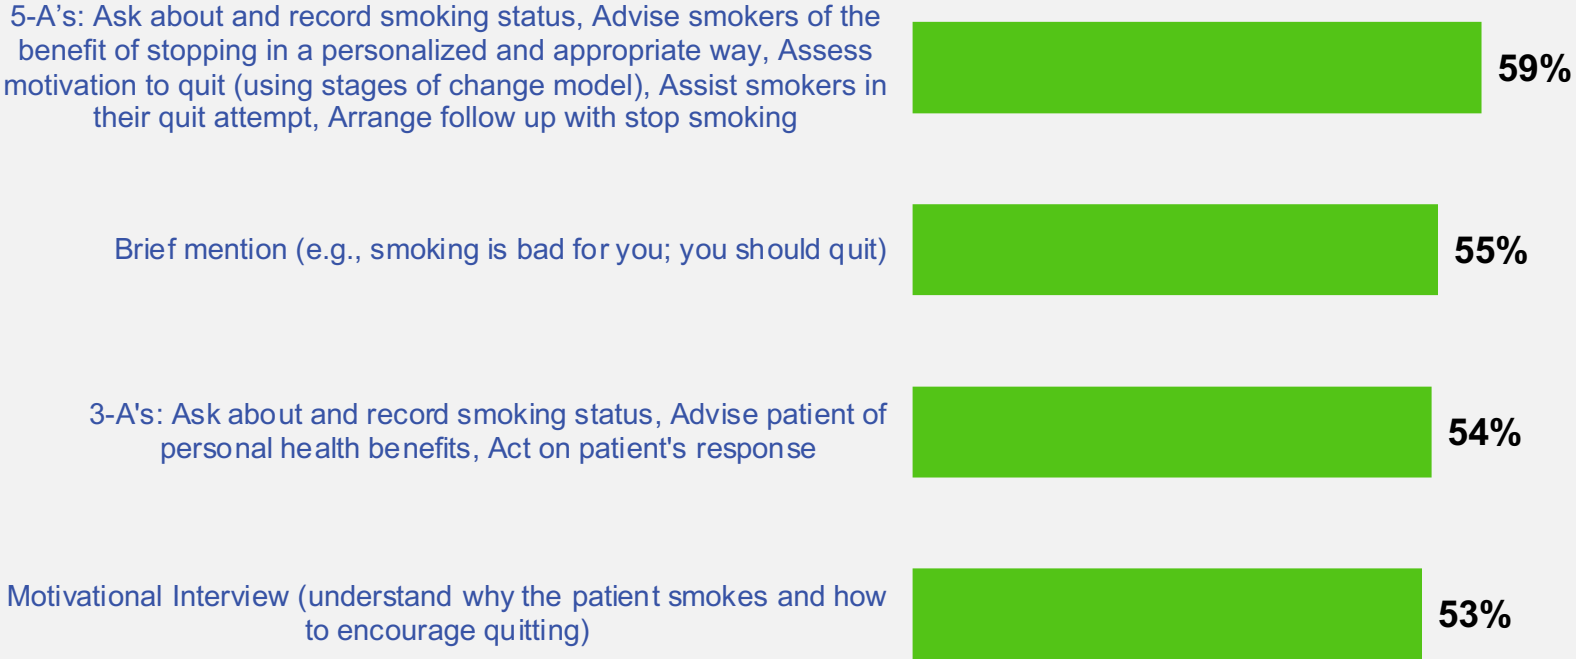 5-A’s: Ask about and record smoking status, Advise smokers of the
benefit of stopping in a personalized and appropriate way, Assess
motivation to quit (using stages of change model), Assist smokers in
their quit attempt, Arrange follow up with stop smoking
59%
Brief mention (e.g., smoking is bad for you; you should quit)
55%
3-A's: Ask about and record smoking status, Advise patient of
personal health benefits, Act on patient's response
54%
Motivational Interview (understand why the patient smokes and how
to encourage quitting)
53%